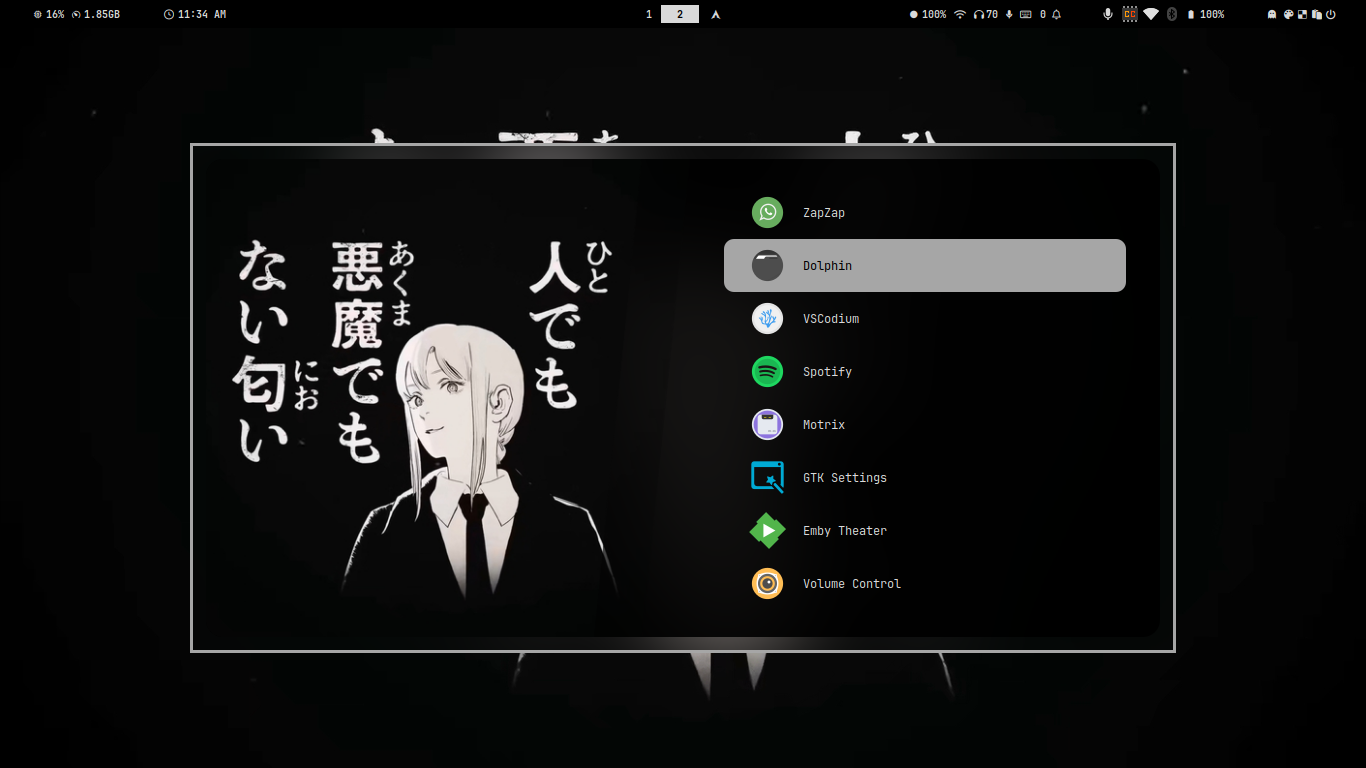 16% 1.85GB 11:34 AM 1 2 100% 70 0 CC 100%
人でも
ひと
悪魔でも
あくま
ない匂い
にお
ZapZap
Dolphin
VSCodium
Spotify
Motrix
GTK Settings
Emby Theater
Volume Control